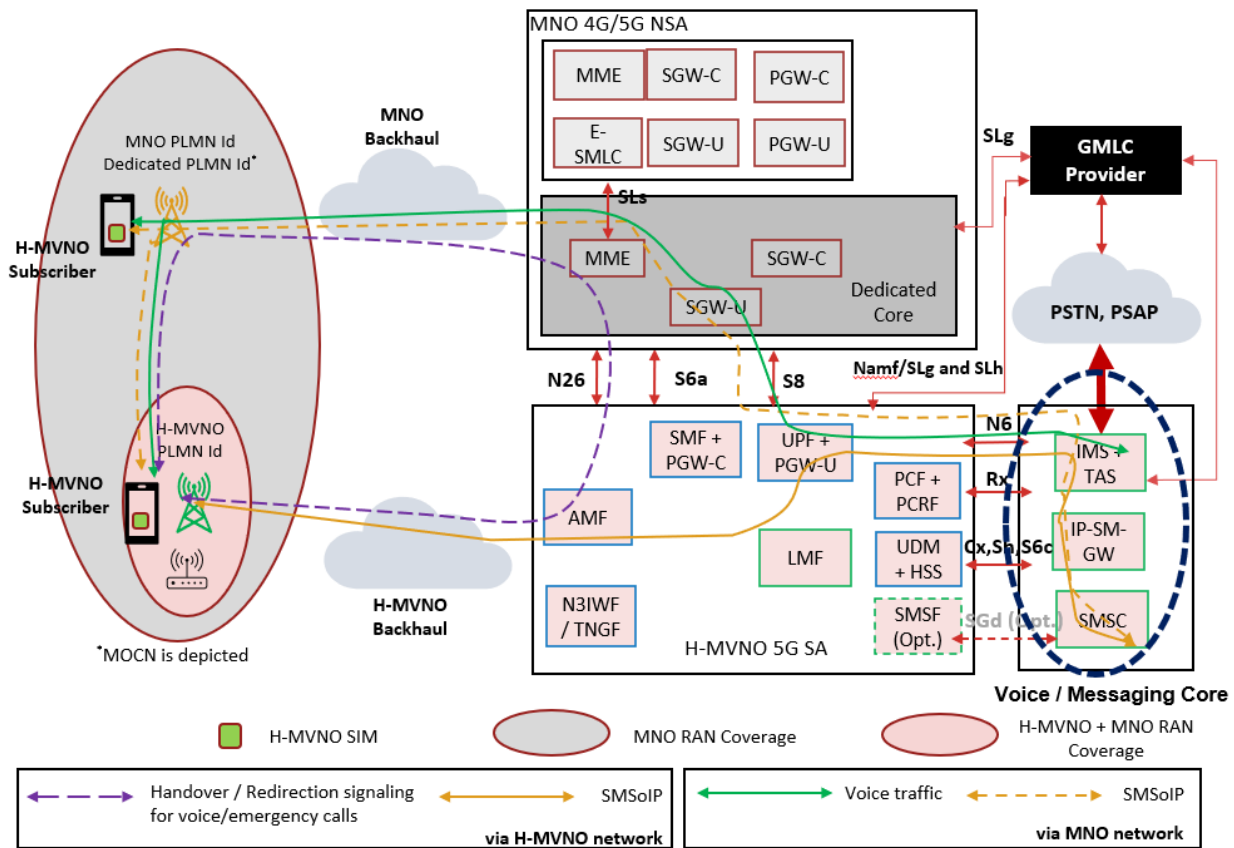 MNO 4G/5G NSA
MME
SGW-C
PGW-C
E-
SMLC
SGW-U
PGW-U
MNO
Backhaul
SLg
GMLC
Provider
MNO PLMN Id
Dedicated PLMN Id*
SLs
H-MVNO
Subscriber
MME
SGW-C
SGW-U
Dedicated
Core
PSTN, PSAP
N26
S6a
S8
Namf/SLg and SLh
H-MVNO
PLMN Id
SMF +
PGW-C
UPF +
PGW-U
N6
IMS +
TAS
H-MVNO
Subscriber
PCF +
PCRF
Rx
AMF
LMF
UDM
+ HSS
Cx,Sh,S6c
IP-SM-
GW
H-MVNO
Backhaul
N3IWF
/ TNGF
SMSF
(Opt.)
SGd (Opt.)
SMSC
*MOCN is depicted
H-MVNO 5G SA
Voice / Messaging Core
H-MVNO SIM
MNO RAN Coverage
H-MVNO + MNO RAN
Coverage
Handover / Redirection signaling
for voice/emergency calls
SMSoIP
via H-MVNO network
Voice traffic
SMSoIP
via MNO network